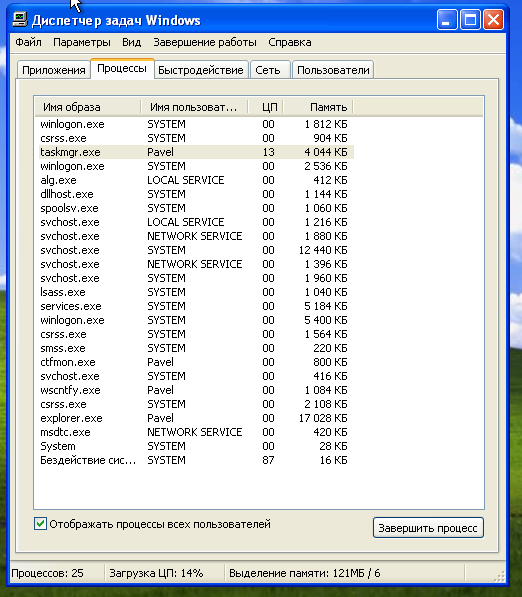 Диспетчер задач Windows
Файл Параметры Вид Завершение работы Справка
Приложения Процессы Быстродействие Сеть Пользователи
Имя образа Имя пользоват... ЦП Память
winlogon.exe SYSTEM 00 1 812 КБ
csrss.exe SYSTEM 00 904 КБ
taskmgr.exe Pavel 13 4 044 КБ
winlogon.exe SYSTEM 00 2 536 КБ
alg.exe LOCAL SERVICE 00 412 КБ
dllhost.exe SYSTEM 00 1 144 КБ
spoolsv.exe SYSTEM 00 1 060 КБ
svchost.exe LOCAL SERVICE 00 1 216 КБ
svchost.exe NETWORK SERVICE 00 1 880 КБ
svchost.exe SYSTEM 00 12 440 КБ
svchost.exe NETWORK SERVICE 00 1 396 КБ
svchost.exe SYSTEM 00 1 960 КБ
lsass.exe SYSTEM 00 1 040 КБ
services.exe SYSTEM 00 5 184 КБ
winlogon.exe SYSTEM 00 5 400 КБ
csrss.exe SYSTEM 00 1 564 КБ
smss.exe SYSTEM 00 220 КБ
ctfmon.exe Pavel 00 800 КБ
svchost.exe SYSTEM 00 416 КБ
wscntfy.exe Pavel 00 1 084 КБ
csrss.exe SYSTEM 00 2 108 КБ
explorer.exe Pavel 00 17 028 КБ
msdtc.exe NETWORK SERVICE 00 420 КБ
System SYSTEM 00 28 КБ
Бездействие сис... SYSTEM 87 16 КБ
Отображать процессы всех пользователей
Завершить процесс
Процессов: 25 Загрузка ЦП: 14% Выделение памяти: 121МБ / 6